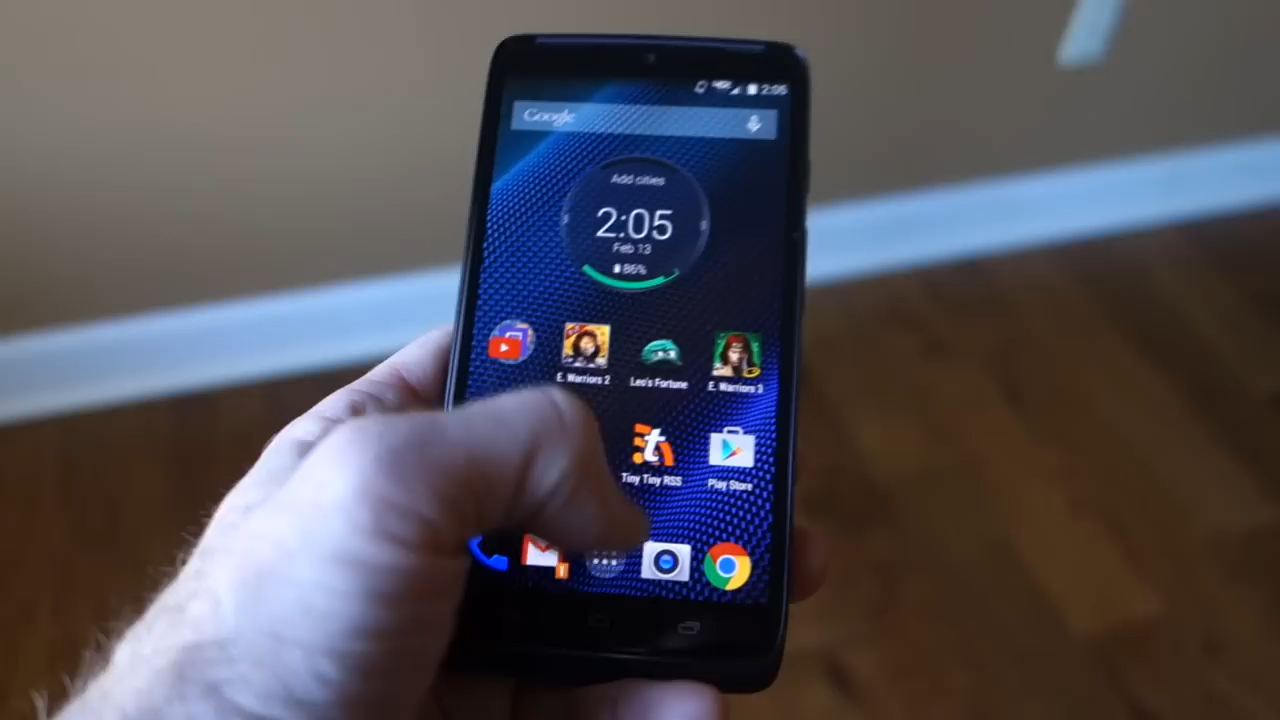 2:05
Google
Add cities
2:05
Feb 13
86%
E. Warriors 2
Leo's Fortune
E. Warriors 3
t
Tiny Tiny RSS
Play Store
1